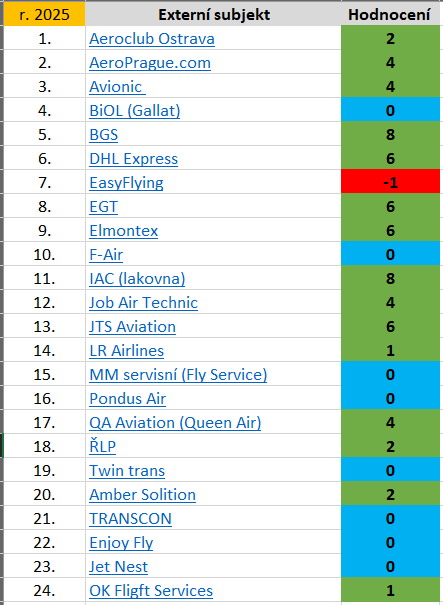 r. 2025 Externí subjekt Hodnocení
1. Aeroclub Ostrava 2
2. AeroPrague.com 4
3. Avionic 4
4. BiOL (Gallat) 0
5. BGS 8
6. DHL Express 6
7. EasyFlying -1
8. EGT 6
9. Elmontex 6
10. F-Air 0
11. IAC (lakovna) 8
12. Job Air Technic 4
13. JTS Aviation 6
14. LR Airlines 1
15. MM servisní (Fly Service) 0
16. Pondus Air 0
17. QA Aviation (Queen Air) 4
18. ŘLP 2
19. Twin trans 0
20. Amber Solition 2
21. TRANSCON 0
22. Enjoy Fly 0
23. Jet Nest 0
24. OK Fligft Services 1